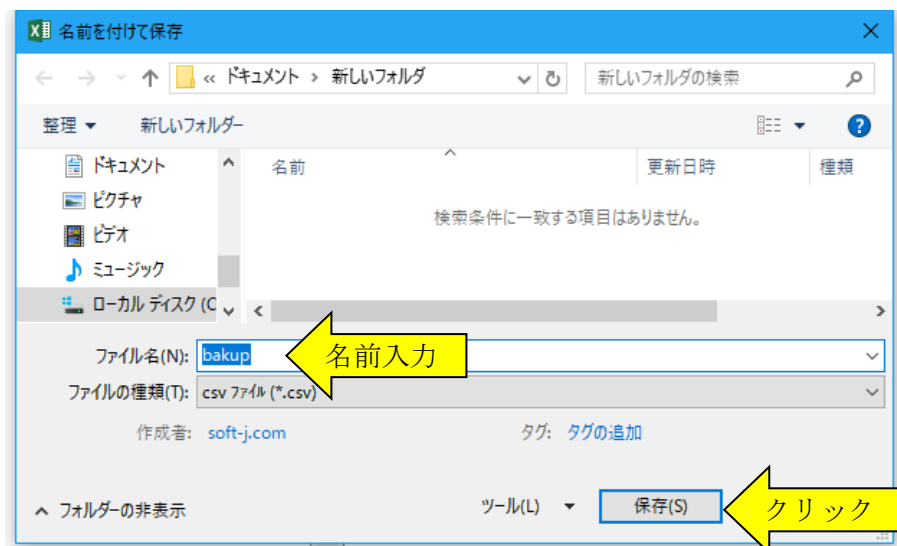 名前を付けて保存
« ドキュメント › 新しいフォルダ
新しいフォルダの検索
整理
新しいフォルダー
ドキュメント
ピクチャ
ビデオ
ミュージック
ローカル ディスク (C
名前
更新日時
種類
検索条件に一致する項目はありません。
ファイル名(N): bakup
名前入力
ファイルの種類(T): csv ファイル (*.csv)
作成者: soft-j.com
タグ: タグの追加
フォルダーの非表示
ツール(L)
保存(S)
クリック